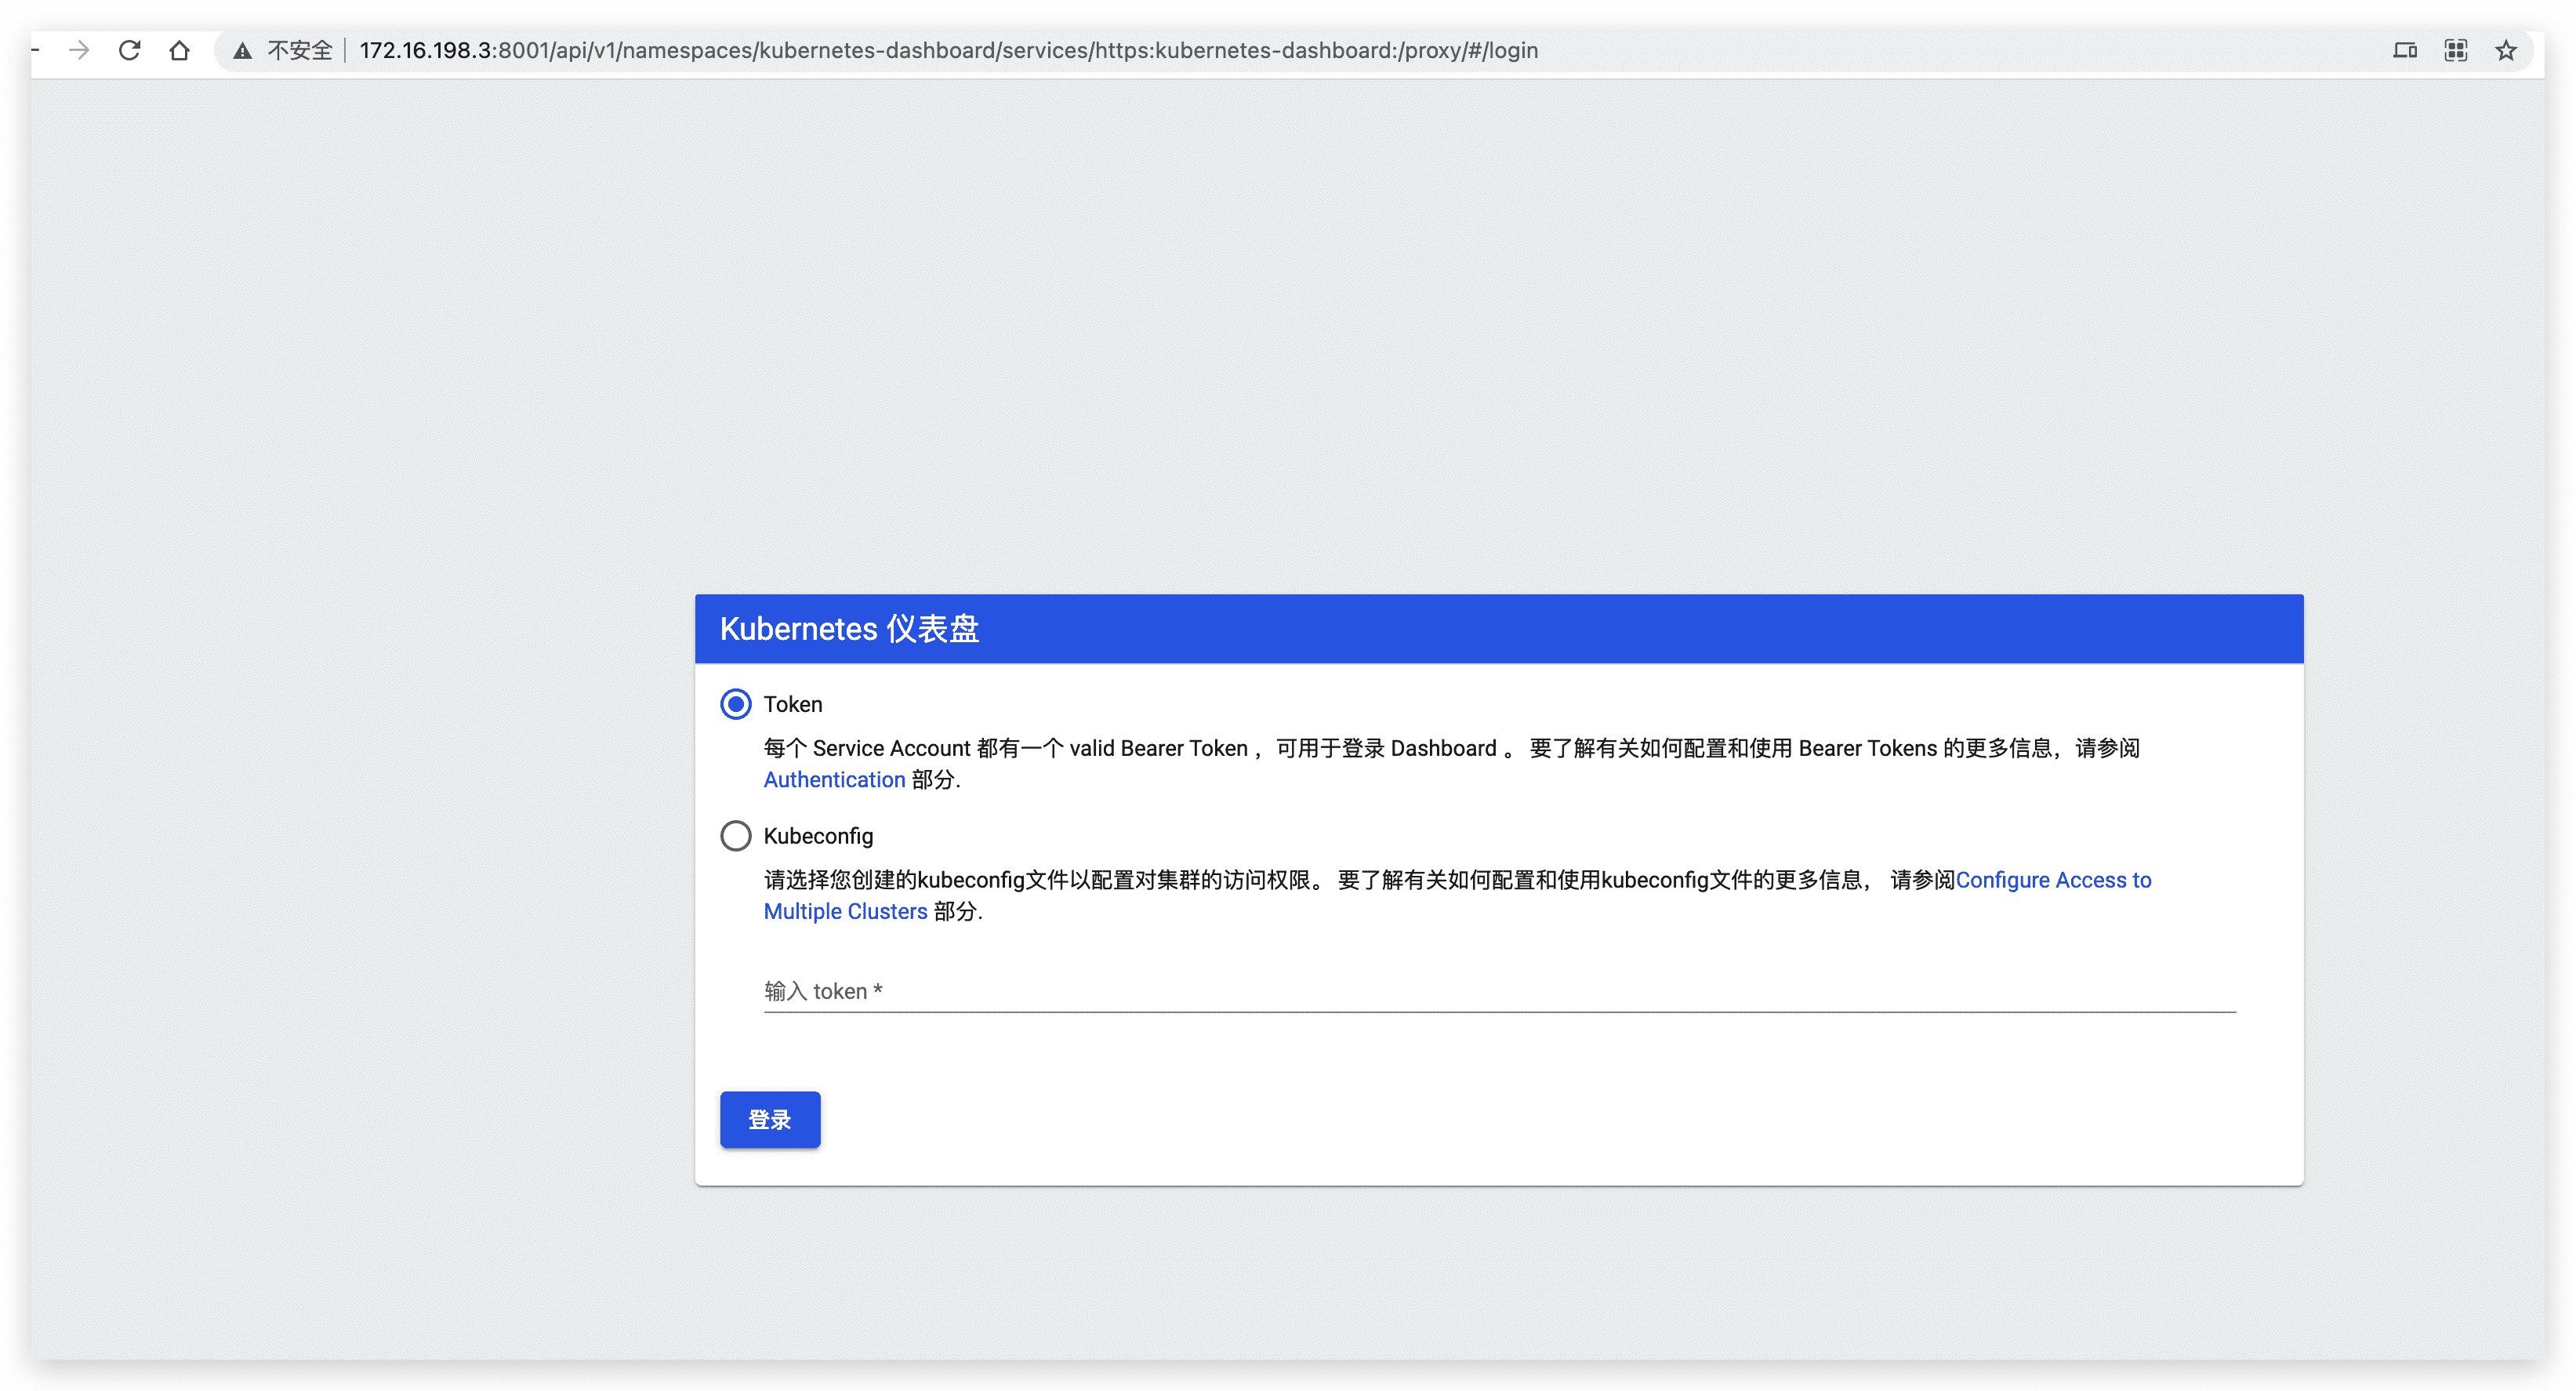 不安全 172.16.198.3:8001/api/v1/namespaces/kubernetes-dashboard/services/https:kubernetes-dashboard:/proxy/#/login
Kubernetes 仪表盘
Token
每个 Service Account 都有一个 valid Bearer Token ，可用于登录 Dashboard 。 要了解有关如何配置和使用 Bearer Tokens 的更多信息，请参阅
Authentication 部分.
Kubeconfig
请选择您创建的kubeconfig文件以配置对集群的访问权限。 要了解有关如何配置和使用kubeconfig文件的更多信息， 请参阅Configure Access to
Multiple Clusters 部分.
输入 token *
登录